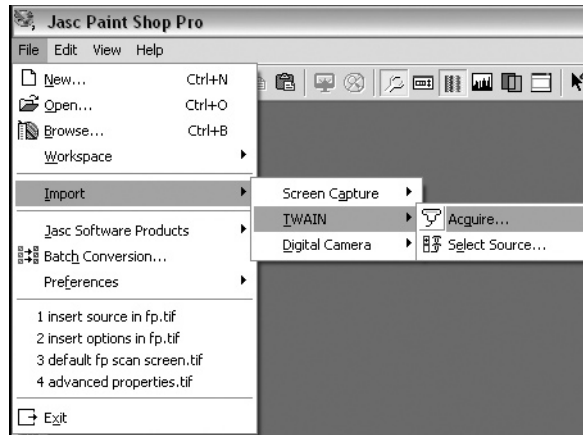 Jasc Paint Shop Pro
File Edit View Help
New... Ctrl+N
Open... Ctrl+O
Browse... Ctrl+B
Workspace
Import
Screen Capture
TWAIN
Acquire...
Jasc Software Products
Digital Camera
Select Source...
Batch Conversion...
Preferences
1 insert source in fp.tif
2 insert options in fp.tif
3 default fp scan screen.tif
4 advanced properties.tif
Exit